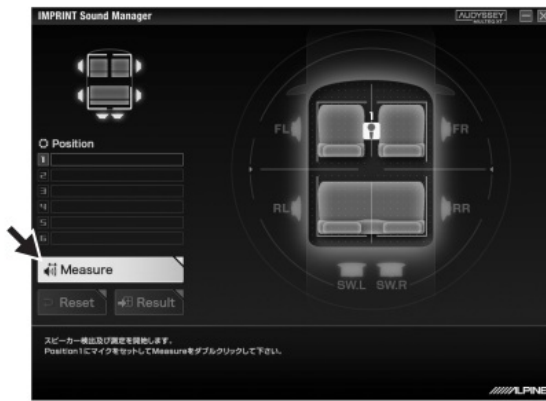 IMPRINT Sound Manager
AUDYSSEY
MULTEQ XT
Position
1
2
3
4
5
6
Measure
Reset
Result
1
FL
FR
RL
RR
SW.L
SW.R
スピーカー検出及び測定を開始します。
Position1にマイクをセットしてMeasureをダブルクリックして下さい。
ALPINE